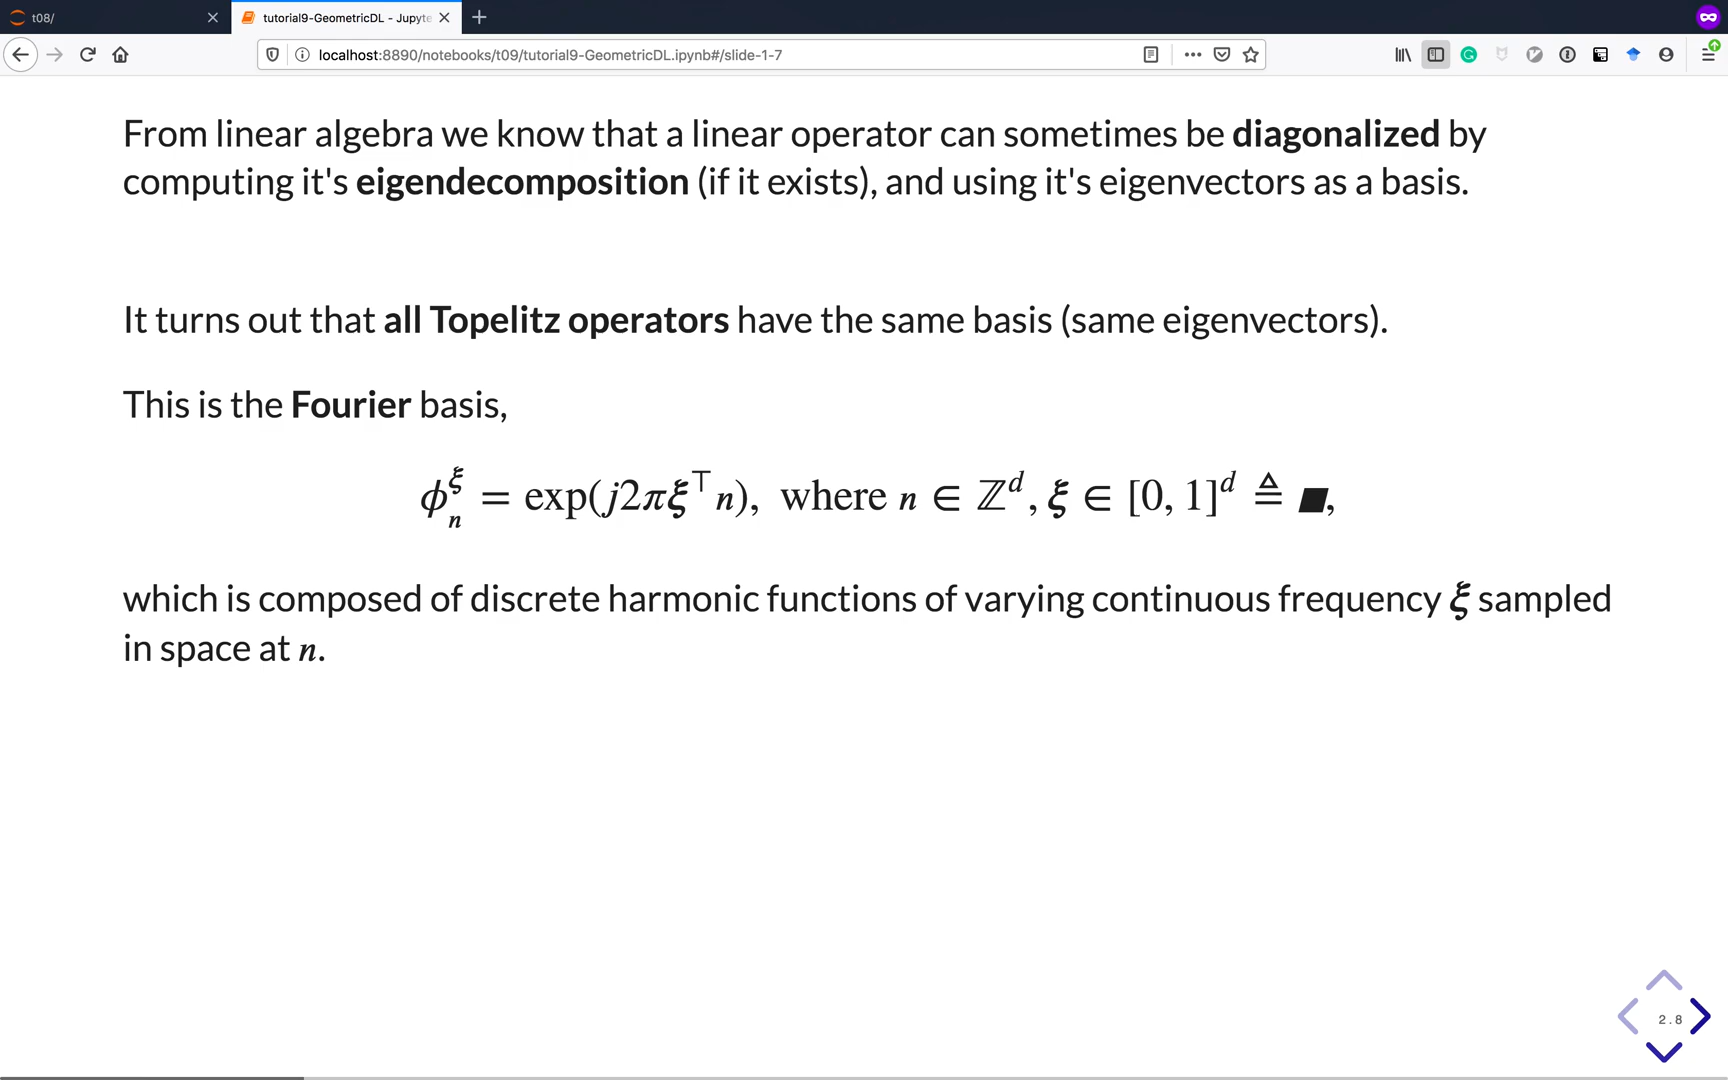 t08/
tutorial9-GeometricDL - Jupyte
localhost:8890/notebooks/t09/tutorial9-GeometricDL.ipynb#/slide-1-7
From linear algebra we know that a linear operator can sometimes be diagonalized by
computing it's eigendecomposition (if it exists), and using it's eigenvectors as a basis.
It turns out that all Topelitz operators have the same basis (same eigenvectors).
This is the Fourier basis,
ϕₙ^ξ = exp(j2πξ^⊤ n), where n ∈ ℤ^d, ξ ∈ [0, 1]^d ≜ ■,
which is composed of discrete harmonic functions of varying continuous frequency ξ sampled
in space at n.
2.8